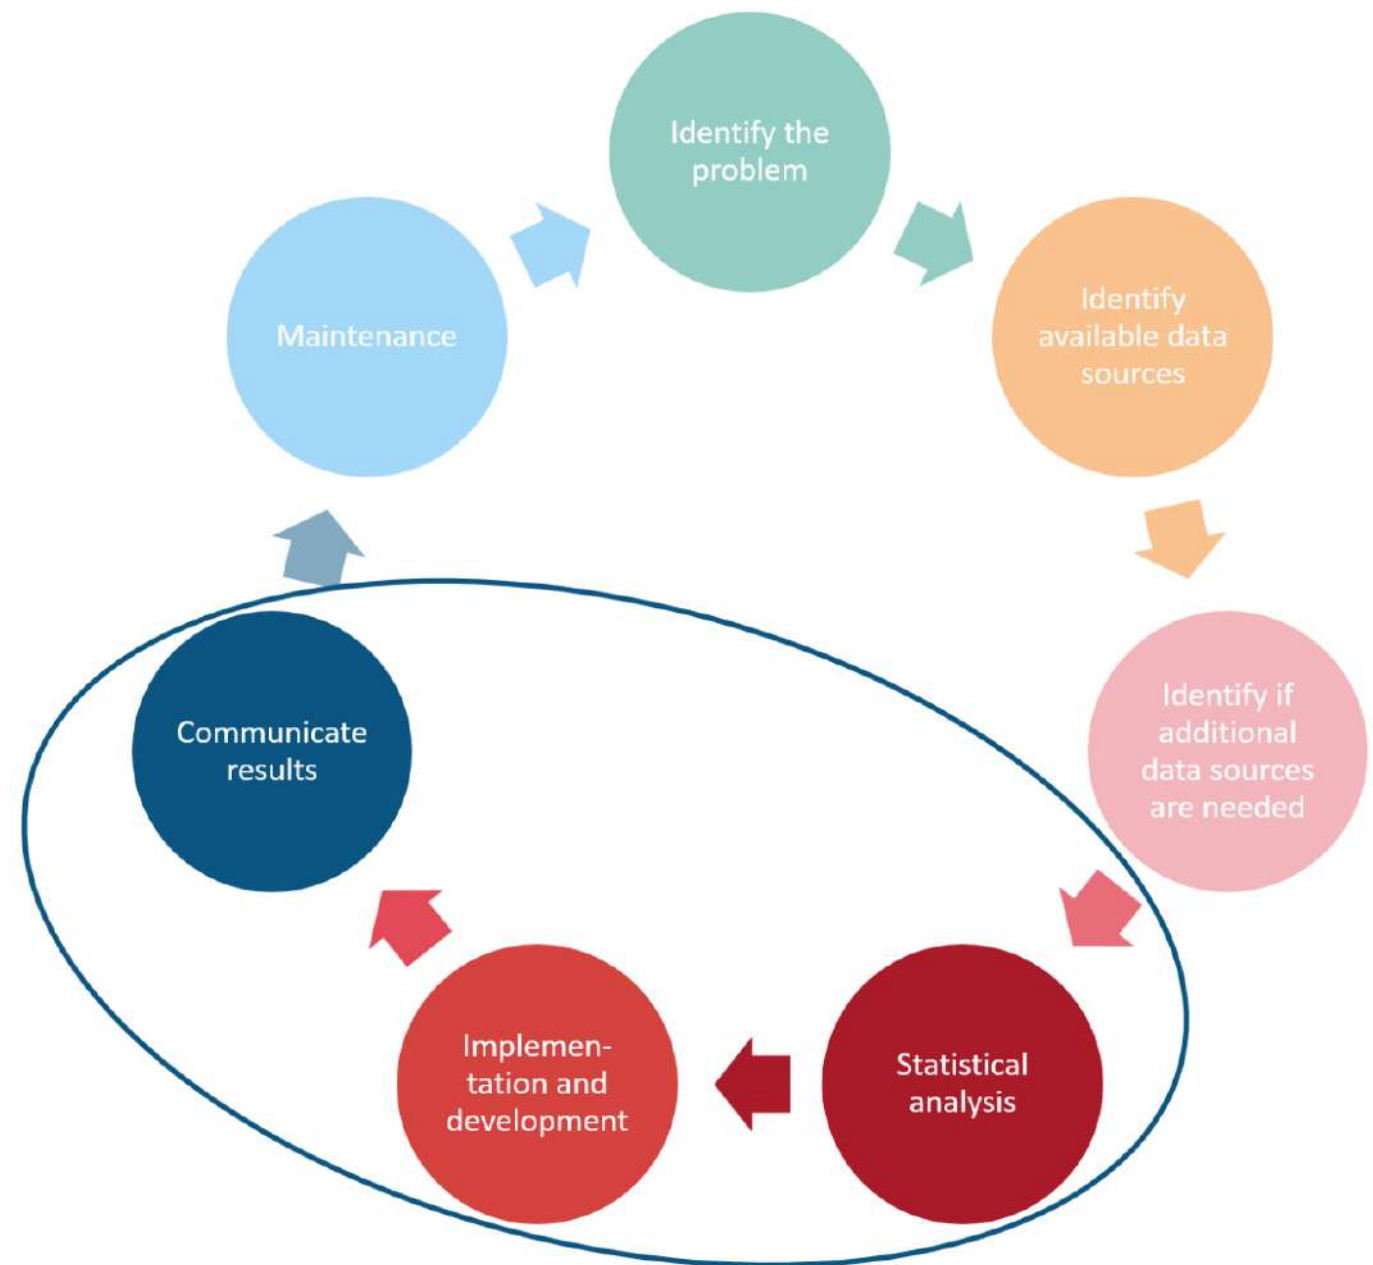 Identify the
problem
Identify
available data
sources
Identify if
additional
data sources
are needed
Statistical
analysis
Implemen-
tation and
development
Communicate
results
Maintenance